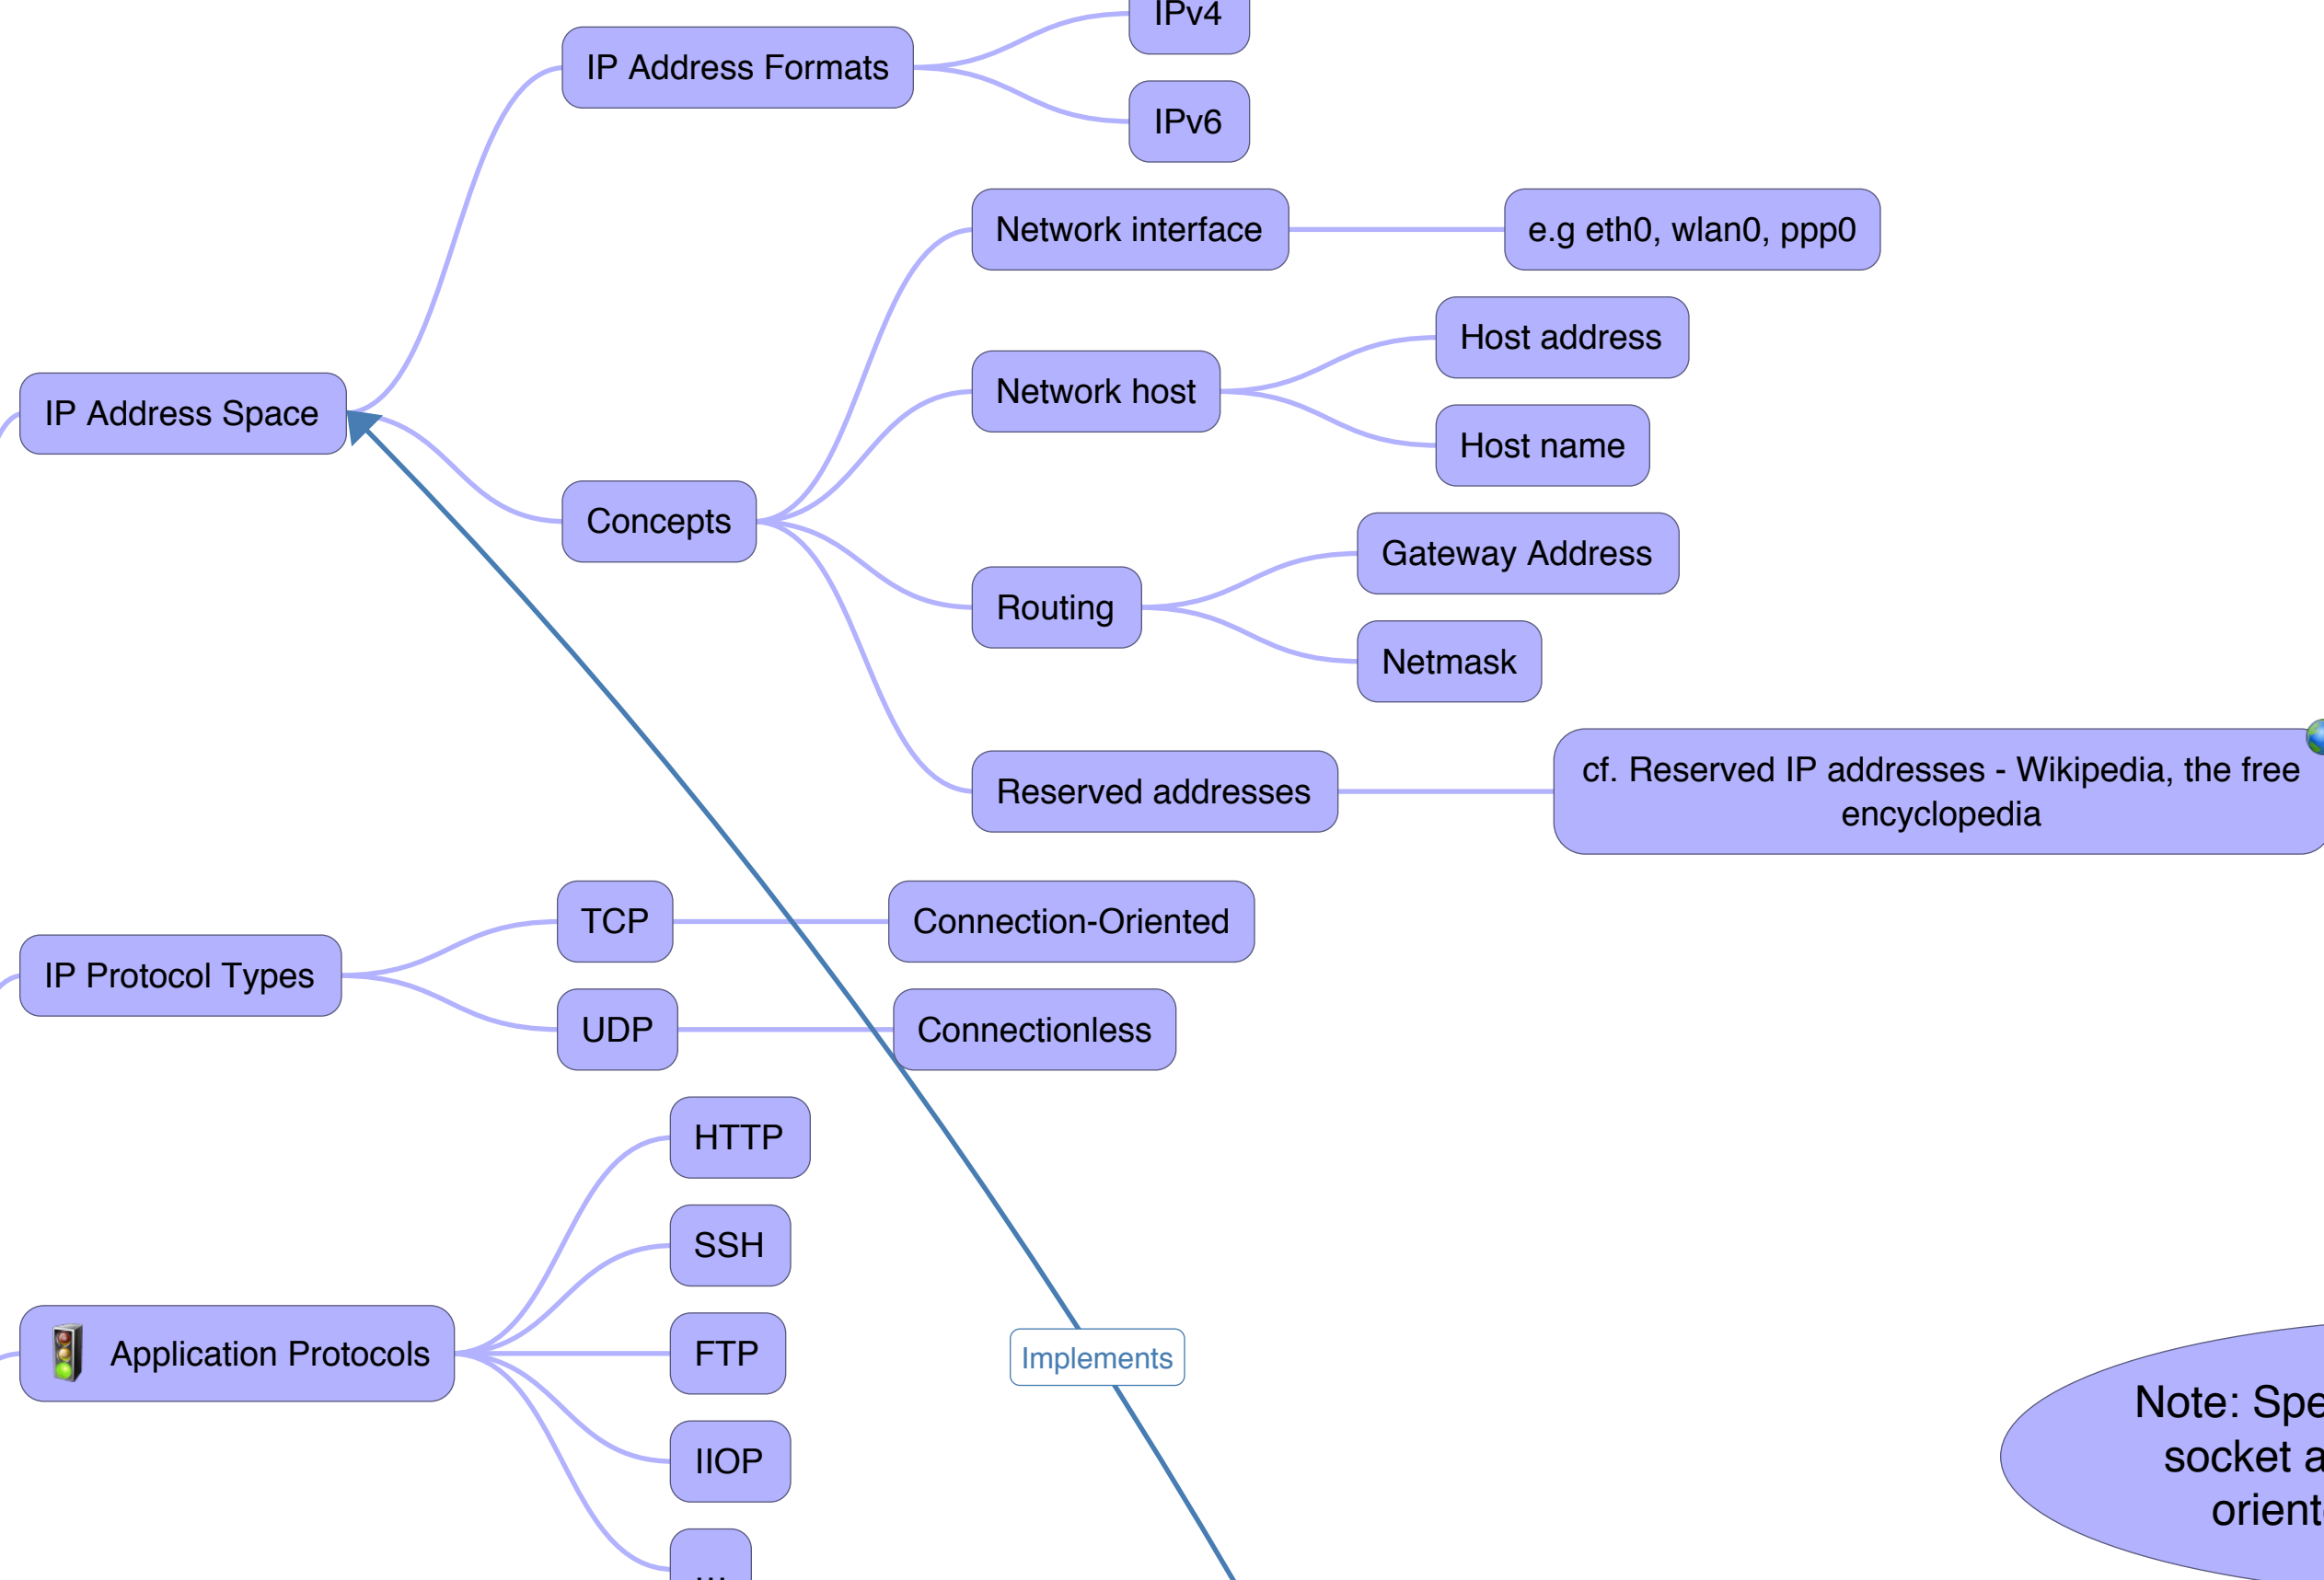 IPv4
IP Address Formats
IPv6
Network interface
e.g eth0, wlan0, ppp0
Host address
Network host
IP Address Space
Host name
Concepts
Gateway Address
Routing
Netmask
Reserved addresses
cf. Reserved IP addresses - Wikipedia, the free
encyclopedia
TCP
Connection-Oriented
IP Protocol Types
UDP
Connectionless
HTTP
SSH
Application Protocols
FTP
Implements
IIOP
...
Note:
socket